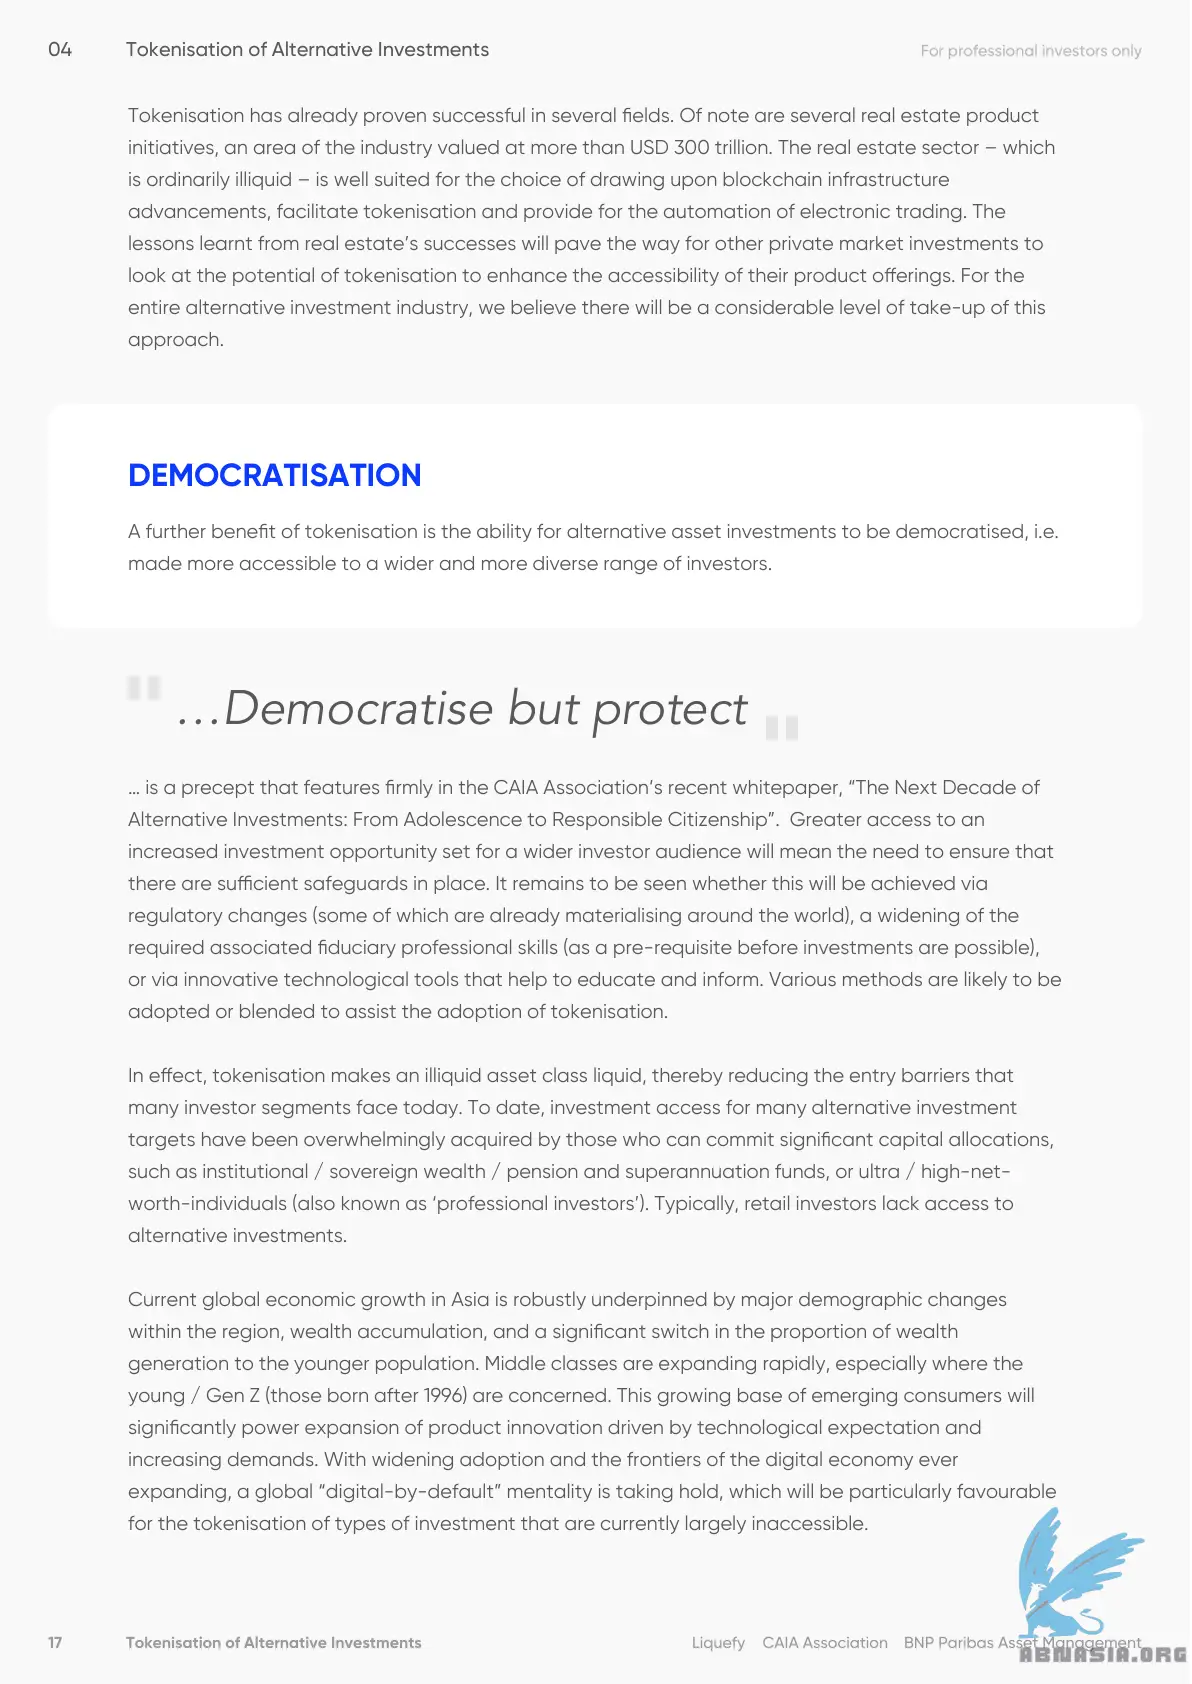 04 Tokenisation of Alternative Investments For professional investors only
Tokenisation has already proven successful in several fields. Of note are several real estate product
initiatives, an area of the industry valued at more than USD 300 trillion. The real estate sector – which
is ordinarily illiquid – is well suited for the choice of drawing upon blockchain infrastructure
advancements, facilitate tokenisation and provide for the automation of electronic trading. The
lessons learnt from real estate's successes will pave the way for other private market investments to
look at the potential of tokenisation to enhance the accessibility of their product offerings. For the
entire alternative investment industry, we believe there will be a considerable level of take-up of this
approach.
DEMOCRATISATION
A further benefit of tokenisation is the ability for alternative asset investments to be democratised, i.e.
made more accessible to a wider and more diverse range of investors.
"…Democratise but protect"
… is a precept that features firmly in the CAIA Association's recent whitepaper, “The Next Decade of
Alternative Investments: From Adolescence to Responsible Citizenship”. Greater access to an
increased investment opportunity set for a wider investor audience will mean the need to ensure that
there are sufficient safeguards in place. It remains to be seen whether this will be achieved via
regulatory changes (some of which are already materialising around the world), a widening of the
required associated fiduciary professional skills (as a pre-requisite before investments are possible),
or via innovative technological tools that help to educate and inform. Various methods are likely to be
adopted or blended to assist the adoption of tokenisation.
In effect, tokenisation makes an illiquid asset class liquid, thereby reducing the entry barriers that
many investor segments face today. To date, investment access for many alternative investment
targets have been overwhelmingly acquired by those who can commit significant capital allocations,
such as institutional / sovereign wealth / pension and superannuation funds, or ultra / high-net-
worth-individuals (also known as ‘professional investors’). Typically, retail investors lack access to
alternative investments.
Current global economic growth in Asia is robustly underpinned by major demographic changes
within the region, wealth accumulation, and a significant switch in the proportion of wealth
generation to the younger population. Middle classes are expanding rapidly, especially where the
young / Gen Z (those born after 1996) are concerned. This growing base of emerging consumers will
significantly power expansion of product innovation driven by technological expectation and
increasing demands. With widening adoption and the frontiers of the digital economy ever
expanding, a global “digital-by-default” mentality is taking hold, which will be particularly favourable
for the tokenisation of types of investment that are currently largely inaccessible.
17 Tokenisation of Alternative Investments Liquefy CAIA Association BNP Paribas Asset Management
ABNASIA.ORG